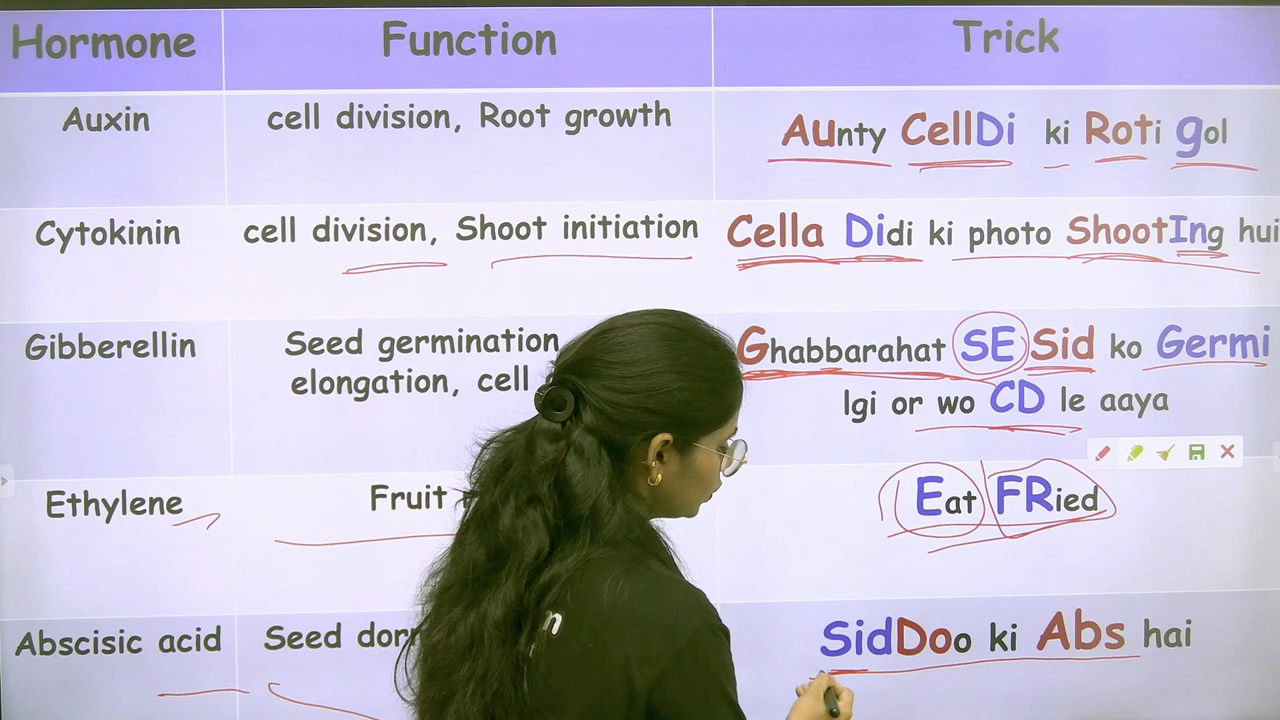 Hormone Function Trick
Auxin cell division, Root growth AUnty CellDi ki Roti gol
Cytokinin cell division, Shoot initiation Cella Didi ki photo ShootIng hui
Gibberellin Seed germination Ghabbarahat SE Sid ko Germi
elongation, cell lgi or wo CD le aaya
Ethylene Fruit Eat FRied
Abscisic acid Seed SidDoo ki Abs hai